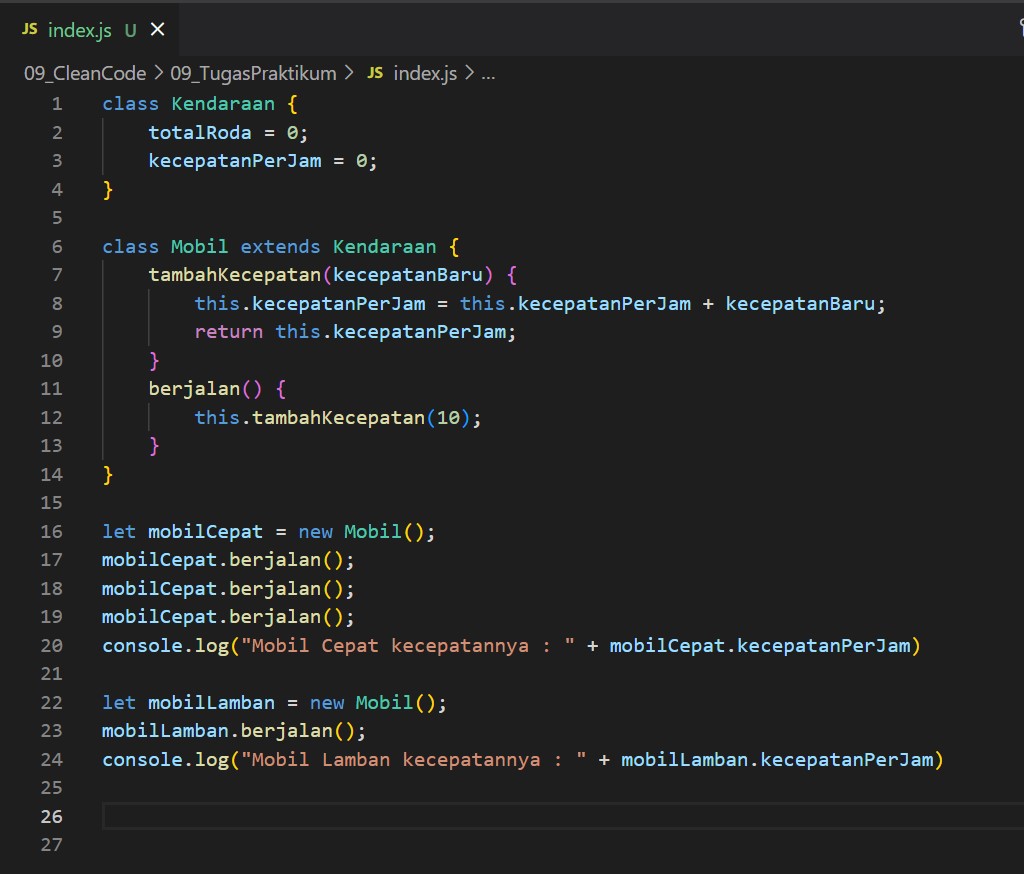 JS index.js U ×
09_CleanCode > 09_TugasPraktikum > JS index.js > ...
1 class Kendaraan {
2     totalRoda = 0;
3     kecepatanPerJam = 0;
4 }
5
6 class Mobil extends Kendaraan {
7     tambahKecepatan(kecepatanBaru) {
8         this.kecepatanPerJam = this.kecepatanPerJam + kecepatanBaru;
9         return this.kecepatanPerJam;
10     }
11     berjalan() {
12         this.tambahKecepatan(10);
13     }
14 }
15
16 let mobilCepat = new Mobil();
17 mobilCepat.berjalan();
18 mobilCepat.berjalan();
19 mobilCepat.berjalan();
20 console.log("Mobil Cepat kecepatannya : " + mobilCepat.kecepatanPerJam)
21
22 let mobilLamban = new Mobil();
23 mobilLamban.berjalan();
24 console.log("Mobil Lamban kecepatannya : " + mobilLamban.kecepatanPerJam)
25
26
27